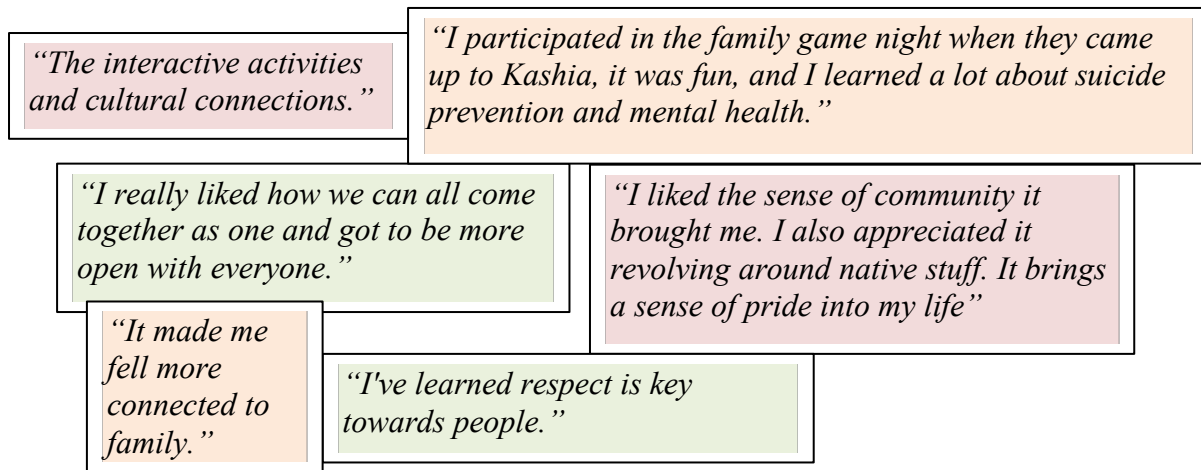 “The interactive activities
and cultural connections.”
“I participated in the family game night when they came
up to Kashia, it was fun, and I learned a lot about suicide
prevention and mental health.”
“I really liked how we can all come
together as one and got to be more
open with everyone.”
“I liked the sense of community it
brought me. I also appreciated it
revolving around native stuff. It brings
a sense of pride into my life”
“It made me
fell more
connected to
family.”
“I've learned respect is key
towards people.”